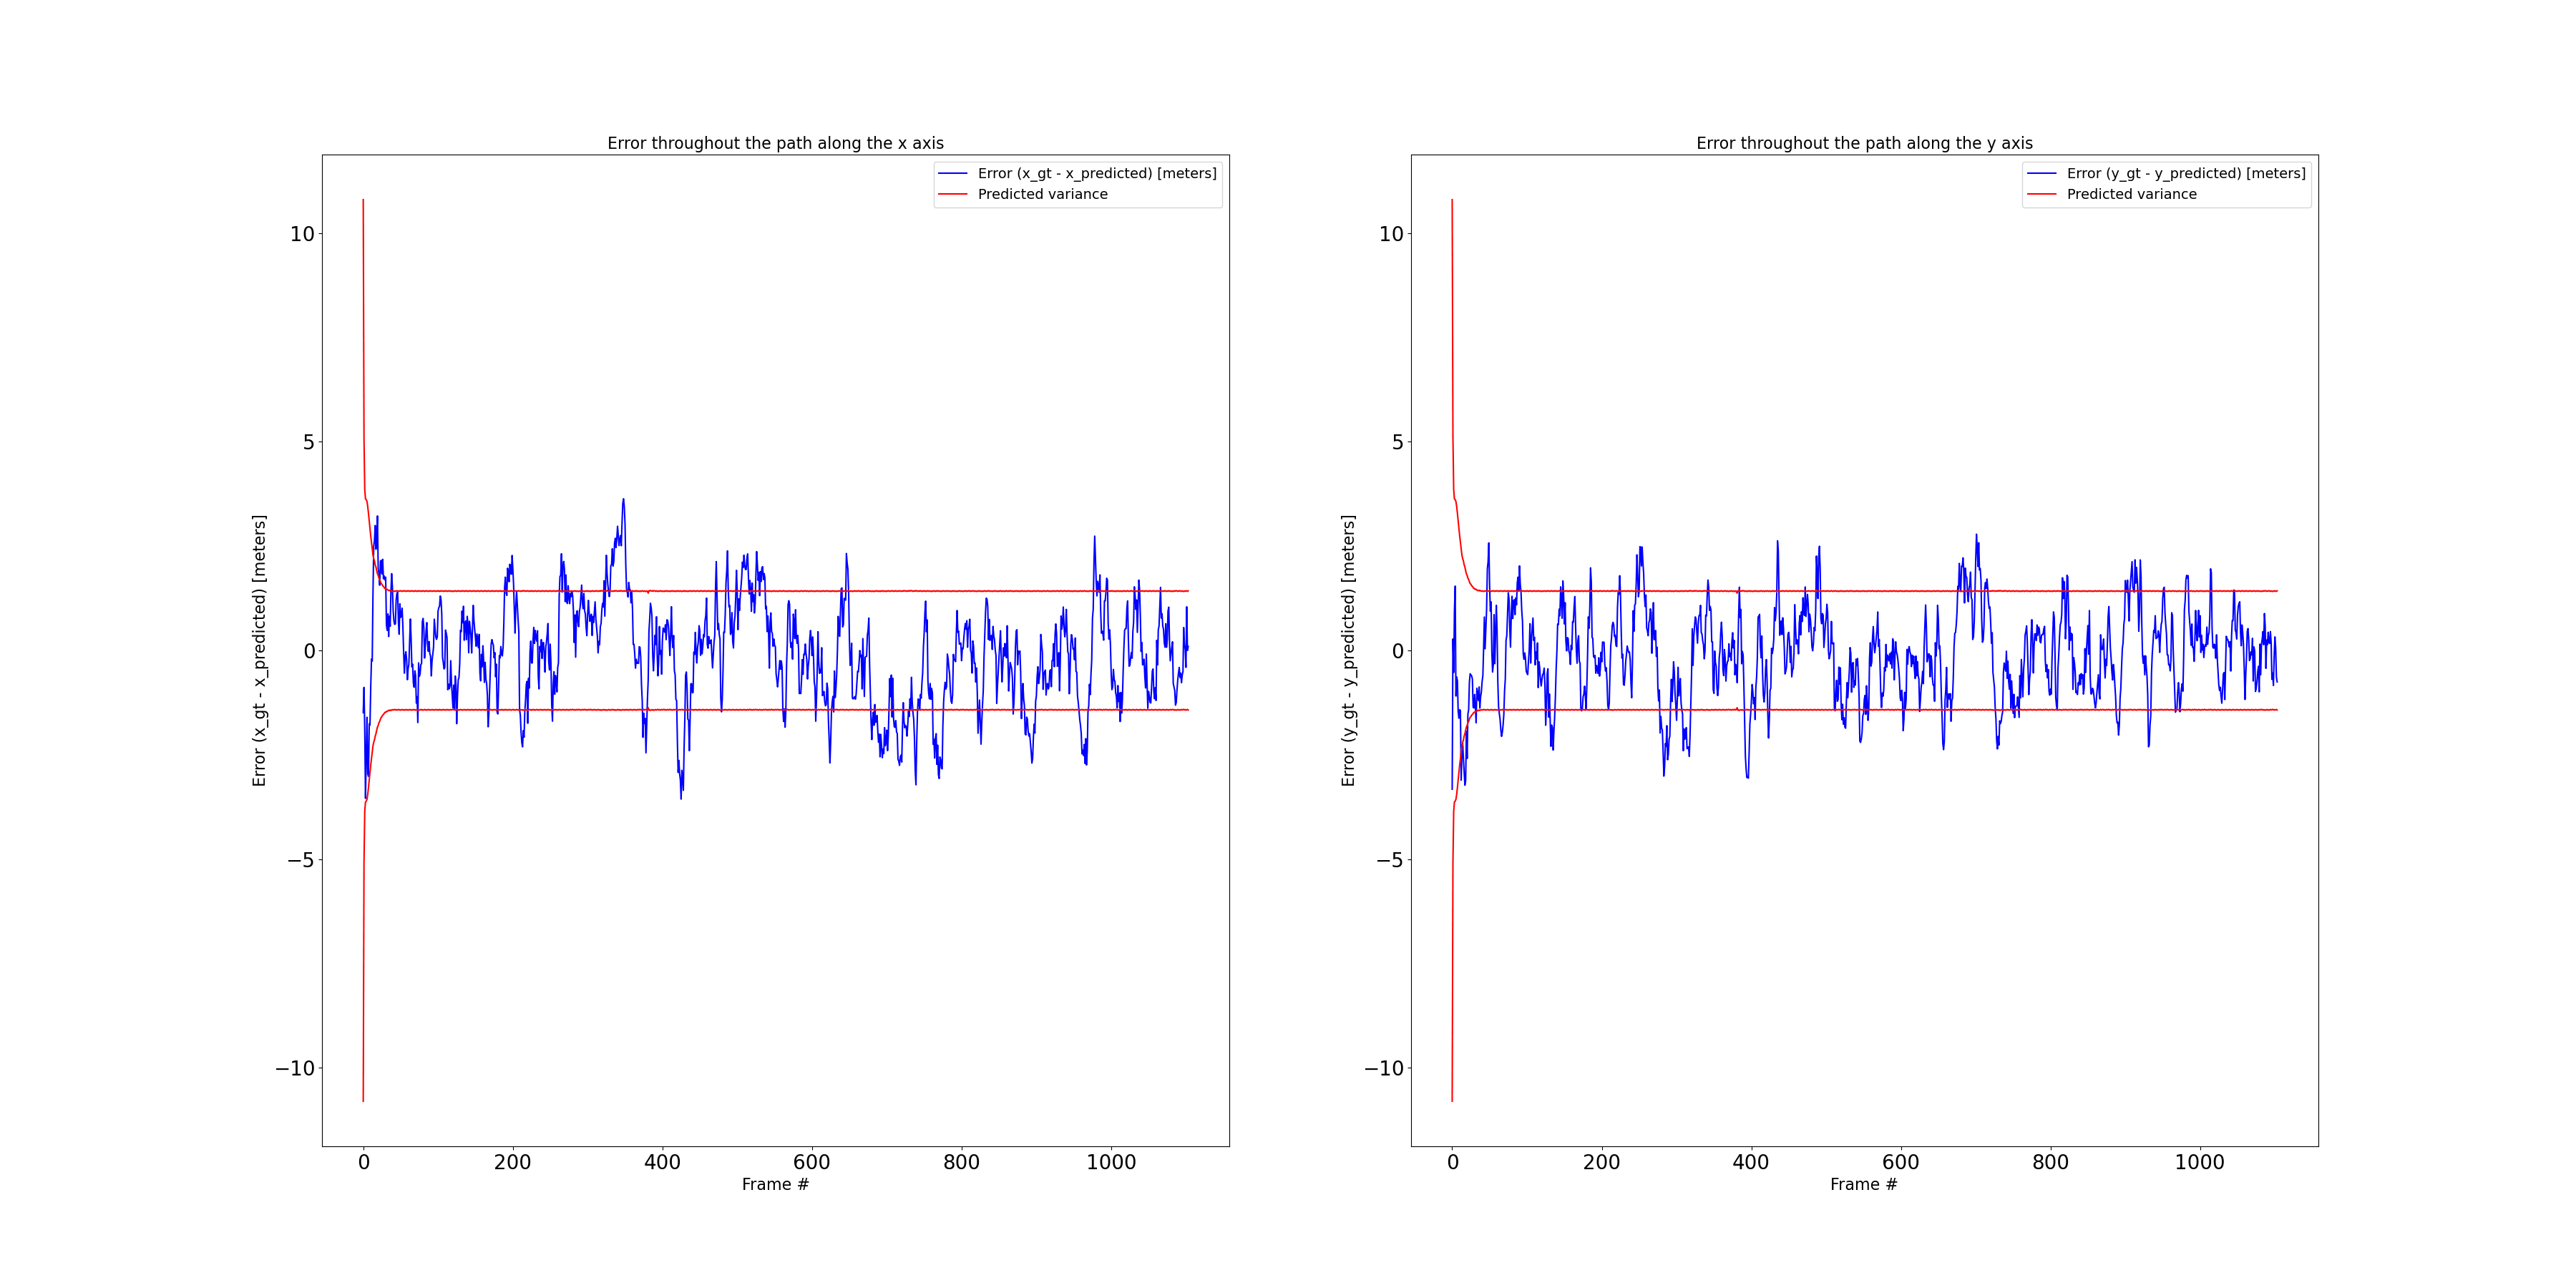 Error throughout the path along the x axis
Error (x_gt - x_predicted) [meters]
Predicted variance
10
5
0
−5
−10
Error (x_gt - x_predicted) [meters]
0 200 400 600 800 1000
Frame #
Error throughout the path along the y axis
Error (y_gt - y_predicted) [meters]
Predicted variance
10
5
0
−5
−10
Error (y_gt - y_predicted) [meters]
0 200 400 600 800 1000
Frame #